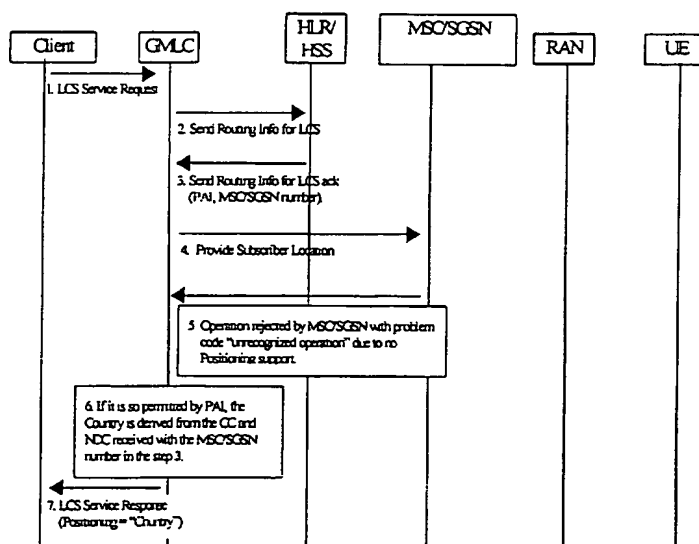 Client
GMLC
HLR/
HSS
MSC/SGSN
RAN
UE
1. LCS Service Request
2. Send Routing Info for LCS
3. Send Routing Info for LCS ack
(PAI, MSC/SGSN number)
4. Provide Subscriber Location
5 Operation rejected by MSC/SGSN with problem
code "unrecognized operation" due to no
Positioning support.
6. If it is so permitted by PAI, the
Country is derived from the CC and
NDC received with the MSC/SGSN
number in the step 3.
7. LCS Service Response
(Positioning = "Country")